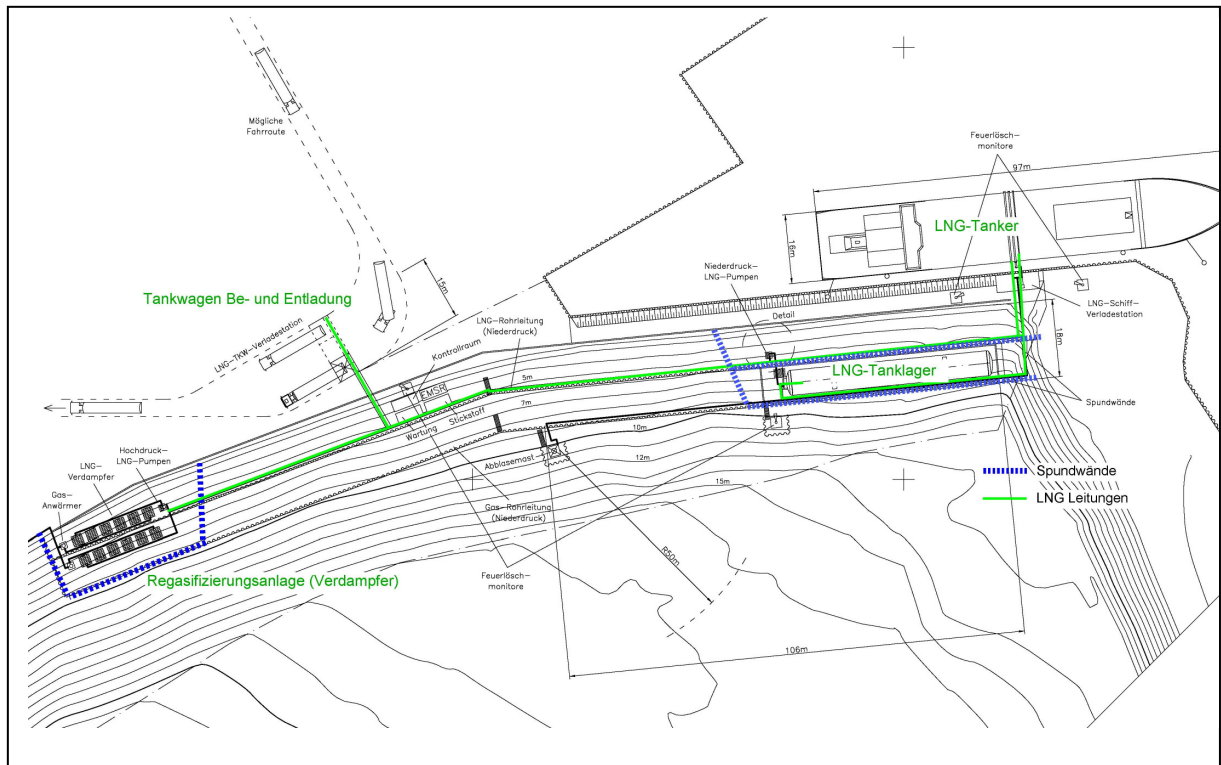 Mögliche
Fahrroute
Feuerlösch-
monitore
97m
LNG-Tanker
16m
Niederdruck-
LNG-Pumpen
15m
Tankwagen Be- und Entladung
LNG-Rohrleitung
(Niederdruck)
Detail
LNG-Schiff-
Verladestation
LNG-TKW-Verladestation
Kontrollraum
18m
5m
LNG-Tanklager
EMSR
7m
Spundwände
Wartung
Stickstoff
10m
Hochdruck-
LNG-Pumpen
12m
LNG-
Verdampfer
Abblasemast
15m
Spundwände
Gas-
Anwärmer
LNG Leitungen
Gas-Rohrleitung
(Niederdruck)
R50m
Regasifizierungsanlage (Verdampfer)
Feuerlösch-
monitore
106m